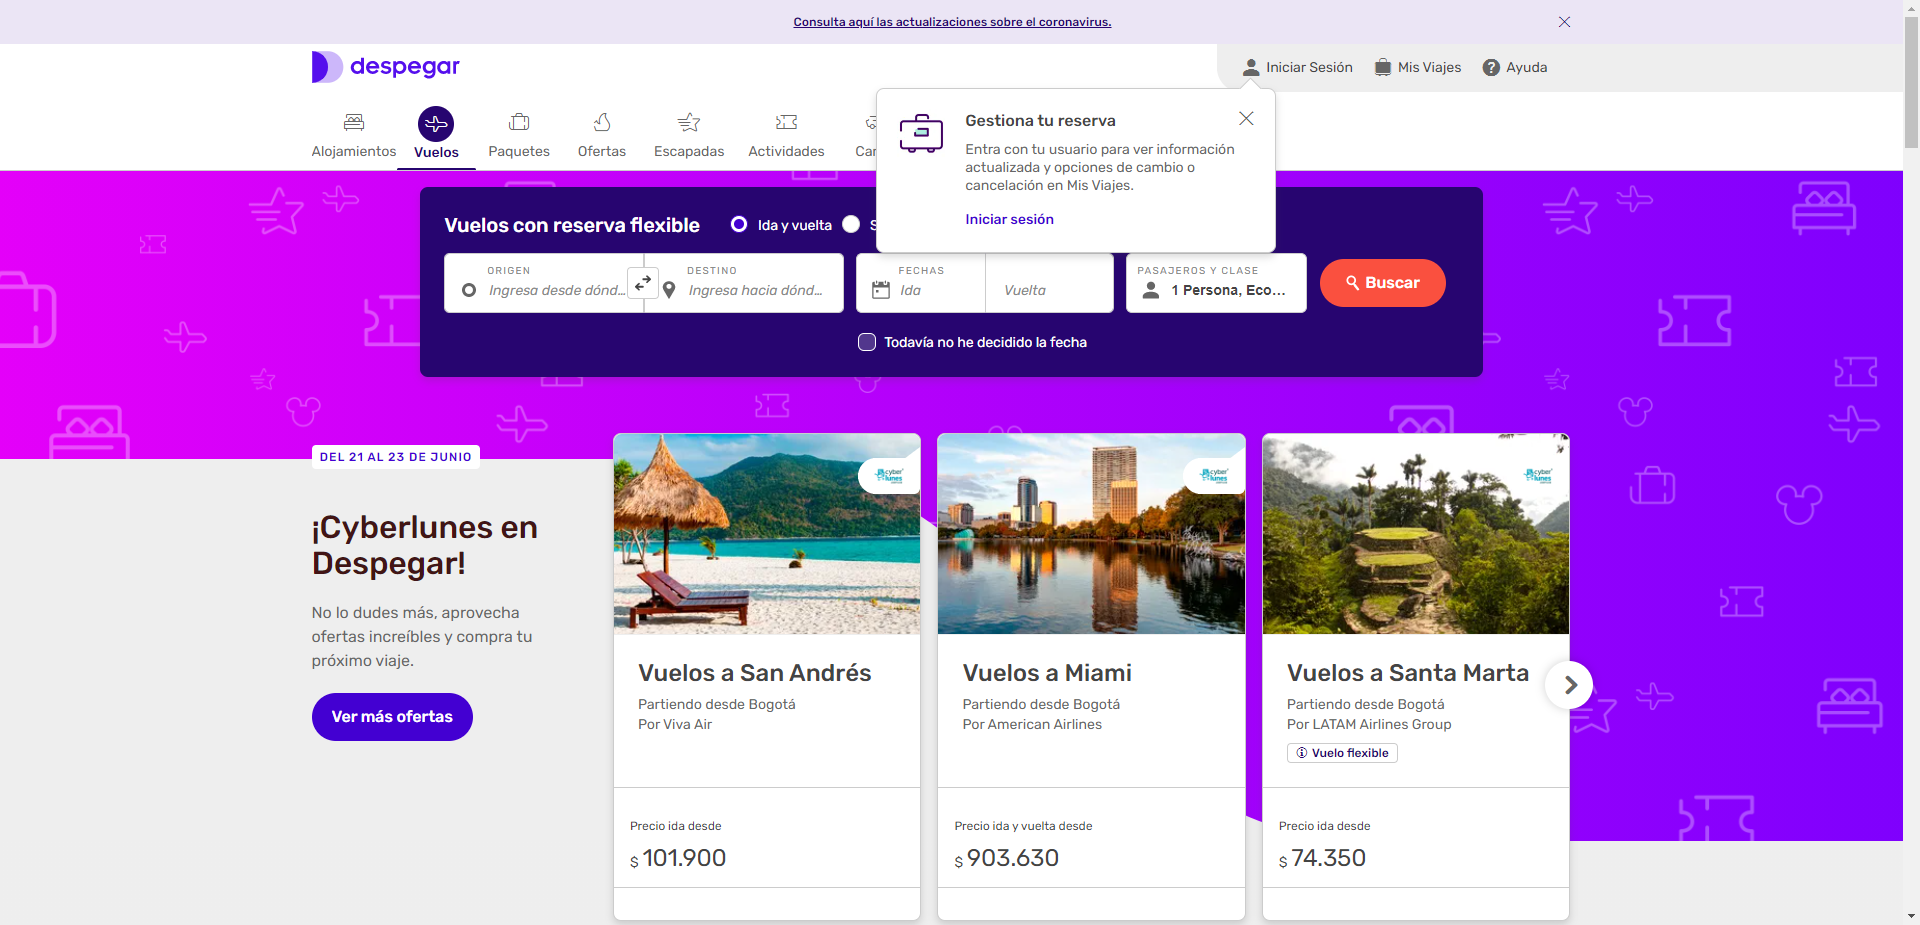 Consulta aquí las actualizaciones sobre el coronavirus.
despegar
Iniciar Sesión
Mis Viajes
Ayuda
Alojamientos
Vuelos
Paquetes
Ofertas
Escapadas
Actividades
Gestiona tu reserva
Entra con tu usuario para ver información
actualizada y opciones de cambio o
cancelación en Mis Viajes.
Iniciar sesión
Vuelos con reserva flexible
Ida y vuelta
ORIGEN
Ingresa desde dónd...
DESTINO
Ingresa hacia dónd...
FECHAS
Ida
Vuelta
PASAJEROS Y CLASE
1 Persona, Eco...
Buscar
Todavía no he decidido la fecha
DEL 21 AL 23 DE JUNIO
¡Cyberlunes en
Despegar!
No lo dudes más, aprovecha
ofertas increíbles y compra tu
próximo viaje.
Ver más ofertas
cyber
lunes
Vuelos a San Andrés
Partiendo desde Bogotá
Por Viva Air
Precio ida desde
$ 101.900
cyber
lunes
Vuelos a Miami
Partiendo desde Bogotá
Por American Airlines
Precio ida y vuelta desde
$ 903.630
cyber
lunes
Vuelos a Santa Marta
Partiendo desde Bogotá
Por LATAM Airlines Group
Vuelo flexible
Precio ida desde
$ 74.350